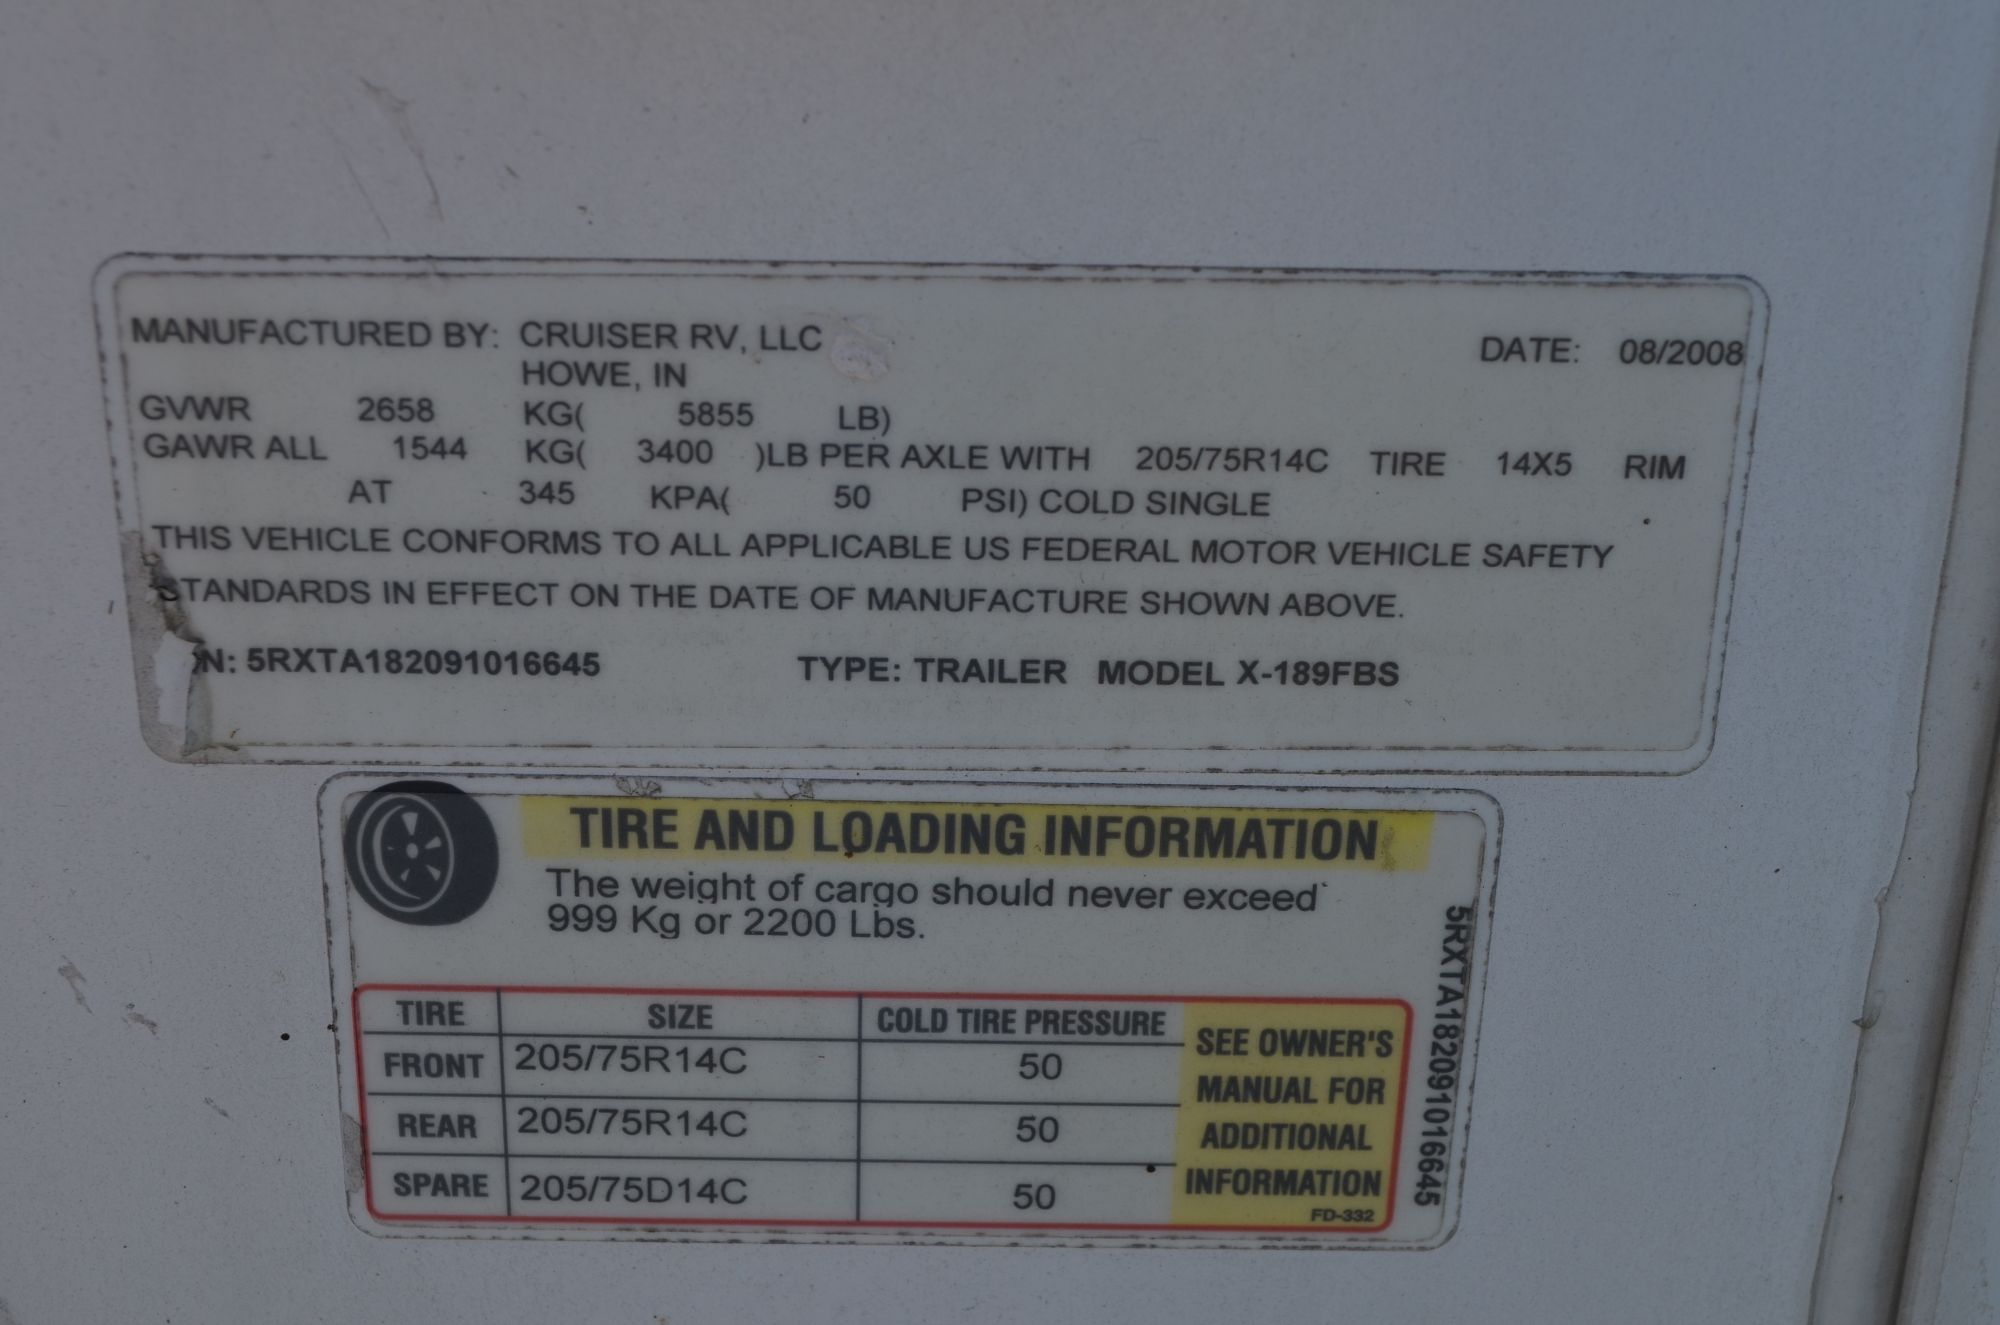 MANUFACTURED BY: CRUISER RV, LLC DATE: 08/2008
HOWE, IN
GVWR 2658 KG( 5855 LB)
GAWR ALL 1544 KG( 3400 )LB PER AXLE WITH 205/75R14C TIRE 14X5 RIM
AT 345 KPA( 50 PSI) COLD SINGLE
THIS VEHICLE CONFORMS TO ALL APPLICABLE US FEDERAL MOTOR VEHICLE SAFETY
STANDARDS IN EFFECT ON THE DATE OF MANUFACTURE SHOWN ABOVE.
N: 5RXTA182091016645 TYPE: TRAILER MODEL X-189FBS
TIRE AND LOADING INFORMATION
The weight of cargo should never exceed
999 Kg or 2200 Lbs.
TIRE SIZE COLD TIRE PRESSURE
FRONT 205/75R14C 50
REAR 205/75R14C 50
SPARE 205/75D14C 50
SEE OWNER'S
MANUAL FOR
ADDITIONAL
INFORMATION
FD-332
5RXTA182091016645